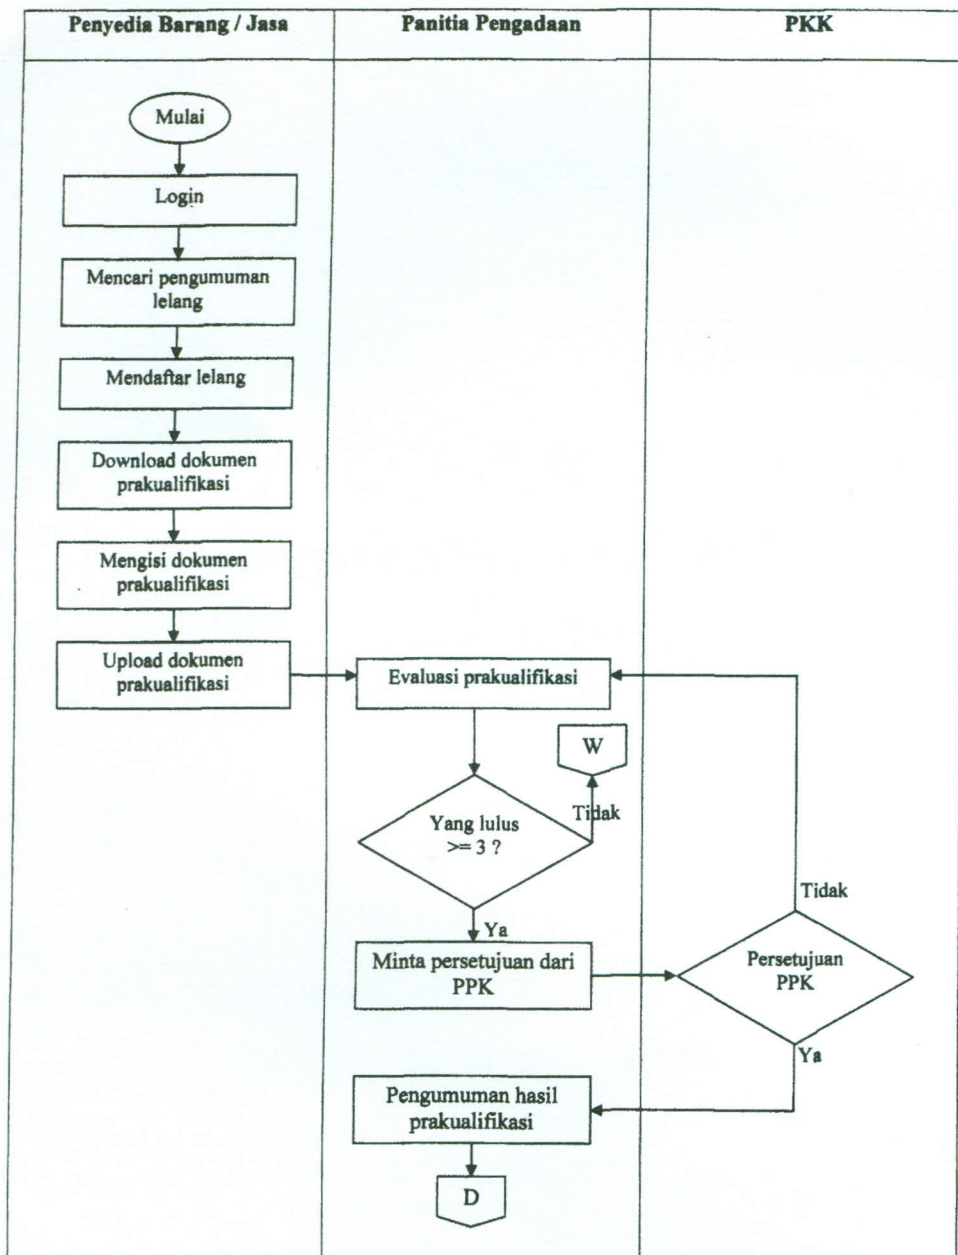 Penyedia Barang / Jasa
Panitia Pengadaan
PKK
Mulai
Login
Mencari pengumuman
lelang
Mendaftar lelang
Download dokumen
prakualifikasi
Mengisi dokumen
prakualifikasi
Upload dokumen
prakualifikasi
Evaluasi prakualifikasi
W
Tidak
Yang lulus
>= 3 ?
Ya
Minta persetujuan dari
PPK
Tidak
Persetujuan
PPK
Ya
Pengumuman hasil
prakualifikasi
D